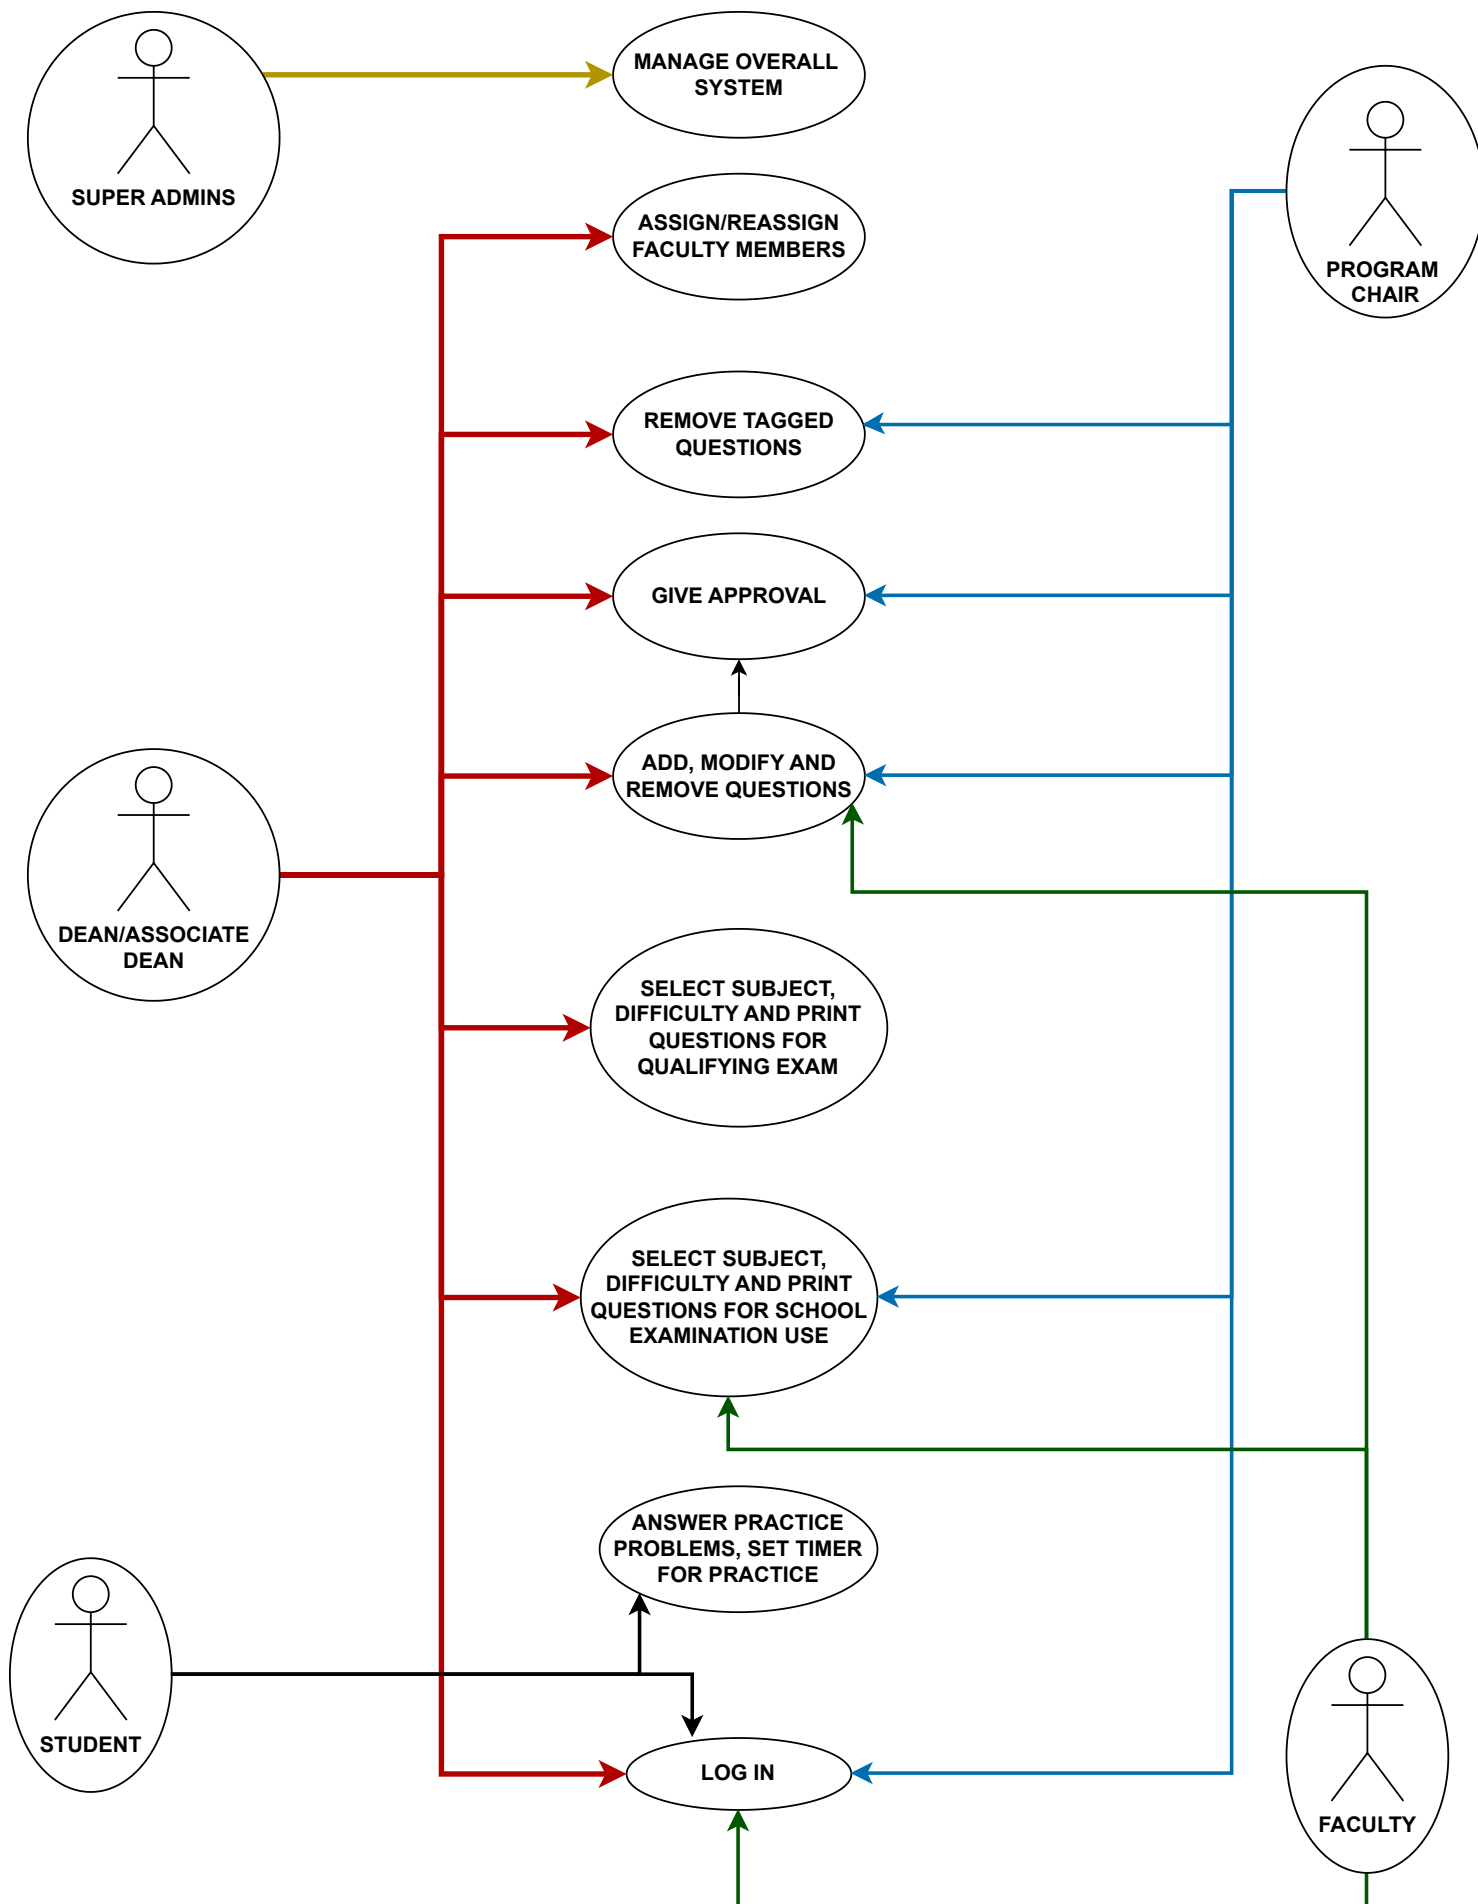 MANAGE OVERALL
SYSTEM
SUPER ADMINS
ASSIGN/REASSIGN
FACULTY MEMBERS
PROGRAM
CHAIR
REMOVE TAGGED
QUESTIONS
GIVE APPROVAL
ADD, MODIFY AND
REMOVE QUESTIONS
DEAN/ASSOCIATE
DEAN
SELECT SUBJECT,
DIFFICULTY AND PRINT
QUESTIONS FOR
QUALIFYING EXAM
SELECT SUBJECT,
DIFFICULTY AND PRINT
QUESTIONS FOR SCHOOL
EXAMINATION USE
ANSWER PRACTICE
PROBLEMS, SET TIMER
FOR PRACTICE
STUDENT
LOG IN
FACULTY